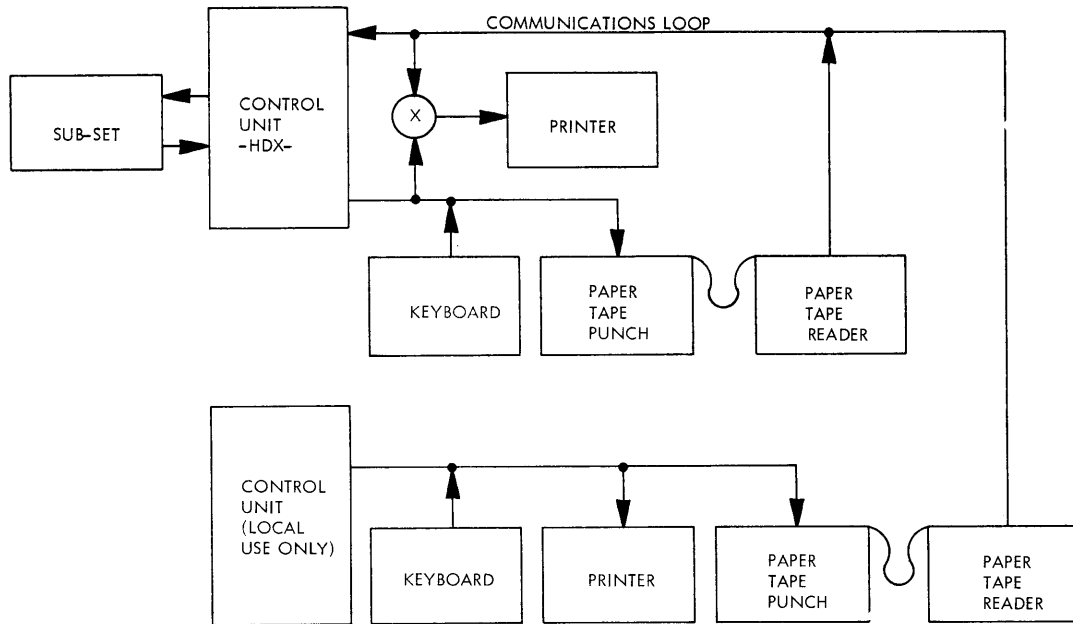 COMMUNICATIONS LOOP
SUB-SET
CONTROL
UNIT
-HDX-
X
PRINTER
KEYBOARD
PAPER
TAPE
PUNCH
PAPER
TAPE
READER
CONTROL
UNIT
(LOCAL
USE ONLY)
KEYBOARD
PRINTER
PAPER
TAPE
PUNCH
PAPER
TAPE
READER